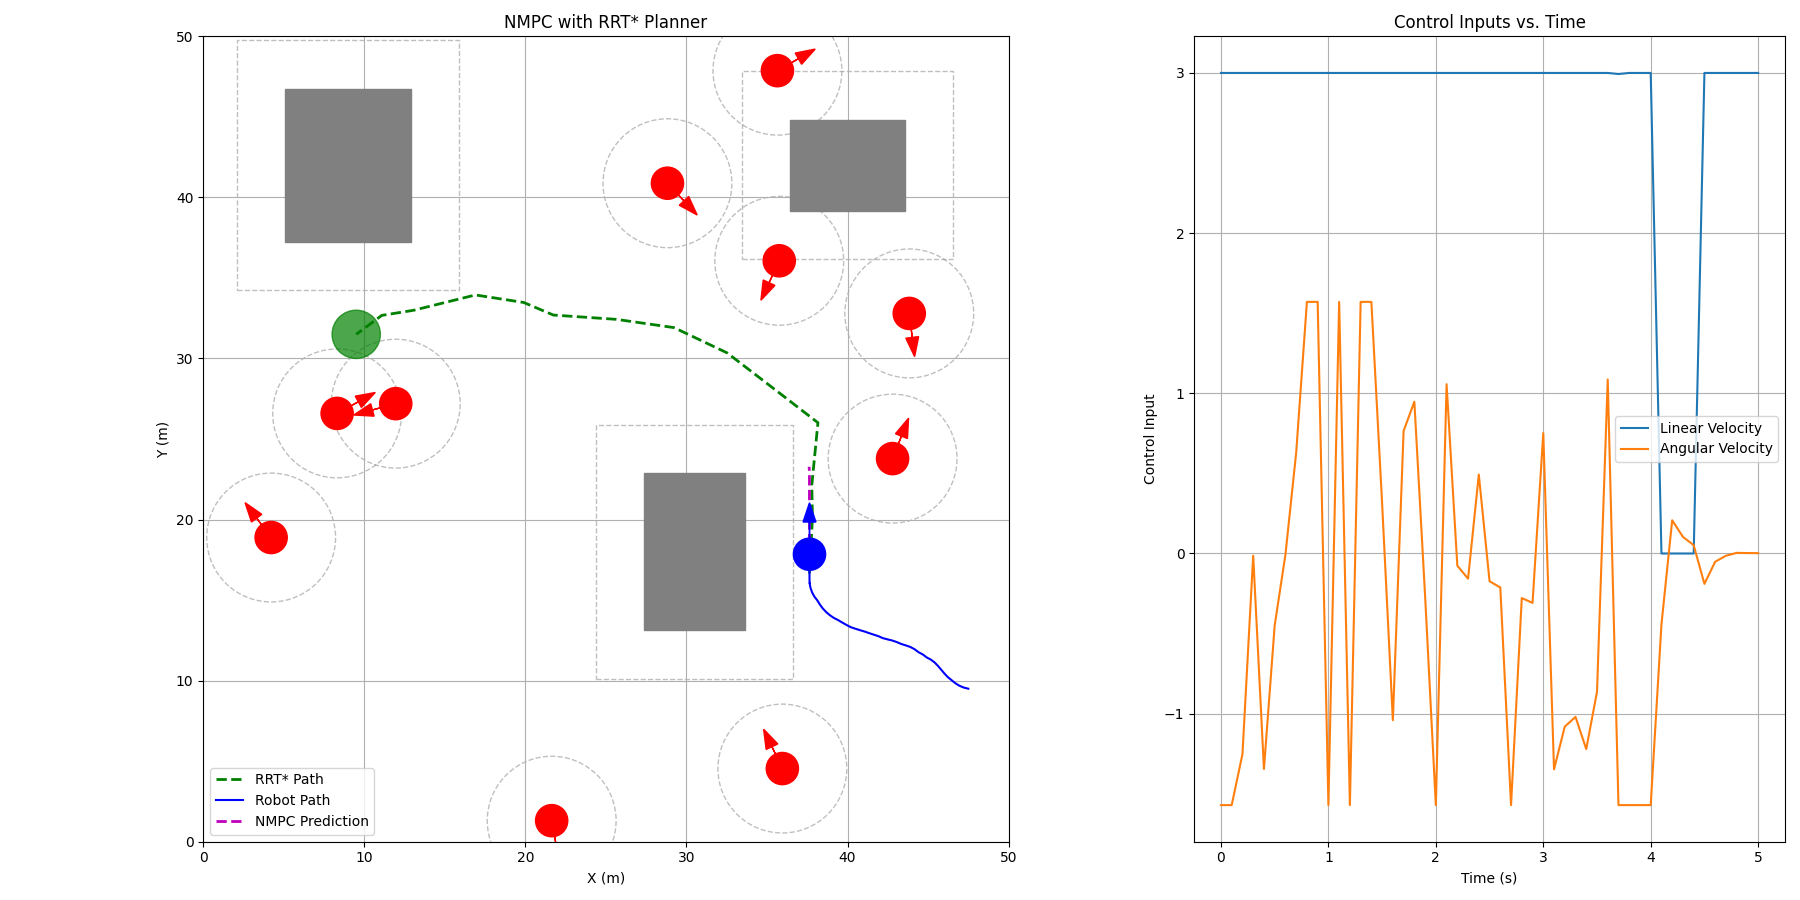 NMPC with RRT* Planner
50
40
30
20
10
0
Y (m)
RRT* Path
Robot Path
NMPC Prediction
0 10 20 30 40 50
X (m)
Control Inputs vs. Time
3
2
1
0
−1
Control Input
Linear Velocity
Angular Velocity
0 1 2 3 4 5
Time (s)